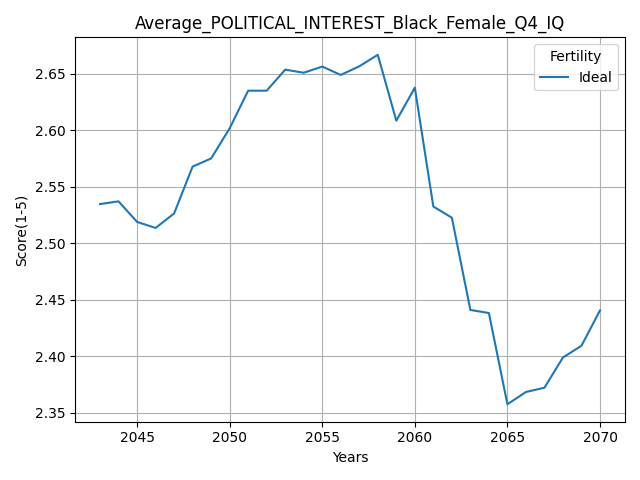 Average_POLITICAL_INTEREST_Black_Female_Q4_IQ
Fertility
Ideal
Score(1-5)
2.65
2.60
2.55
2.50
2.45
2.40
2.35
2045 2050 2055 2060 2065 2070
Years